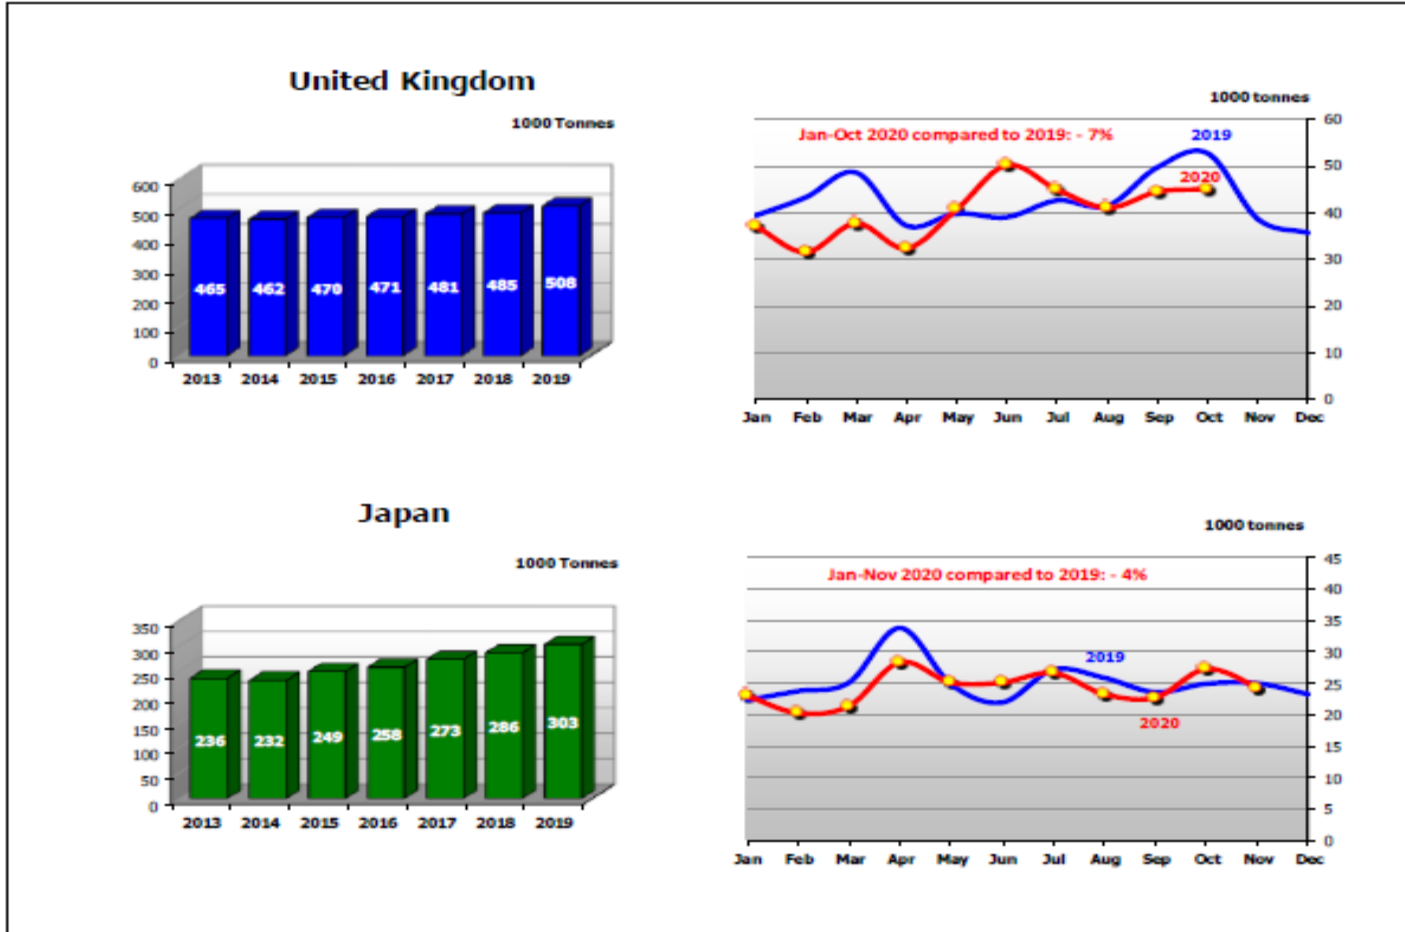 United Kingdom
1000 Tonnes
600
500
400
300
200
100
0
465 462 470 471 481 485 508
2013 2014 2015 2016 2017 2018 2019
1000 tonnes
Jan-Oct 2020 compared to 2019: - 7%
2019
2020
60
50
40
30
20
10
0
Jan Feb Mar Apr May Jun Jul Aug Sep Oct Nov Dec
Japan
1000 Tonnes
350
300
250
200
150
100
50
0
236 232 249 258 273 286 303
2013 2014 2015 2016 2017 2018 2019
1000 tonnes
Jan-Nov 2020 compared to 2019: - 4%
2019
2020
45
40
35
30
25
20
15
10
5
0
Jan Feb Mar Apr May Jun Jul Aug Sep Oct Nov Dec